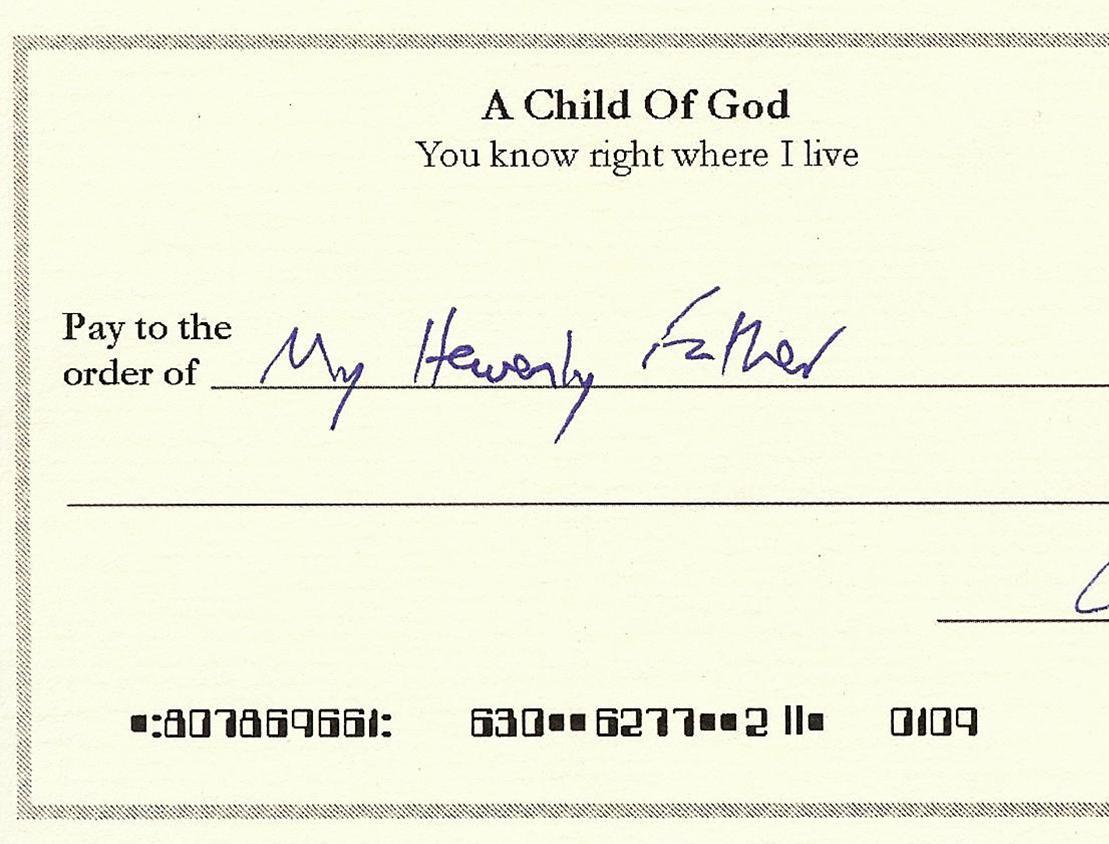 A Child Of God
You know right where I live
Pay to the
order of My Heavenly Father
⑆807869661: 630⑉6277⑉2⑈ 0109